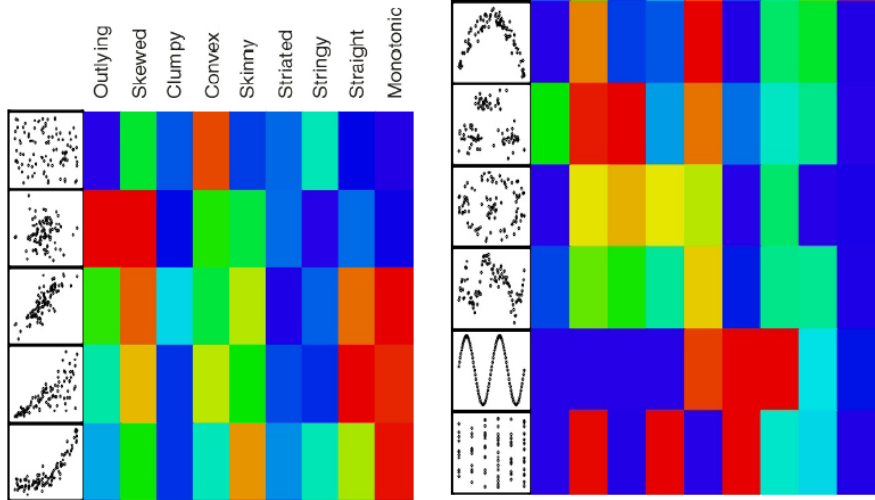 Outlying
Skewed
Clumpy
Convex
Skinny
Striated
Stringy
Straight
Monotonic